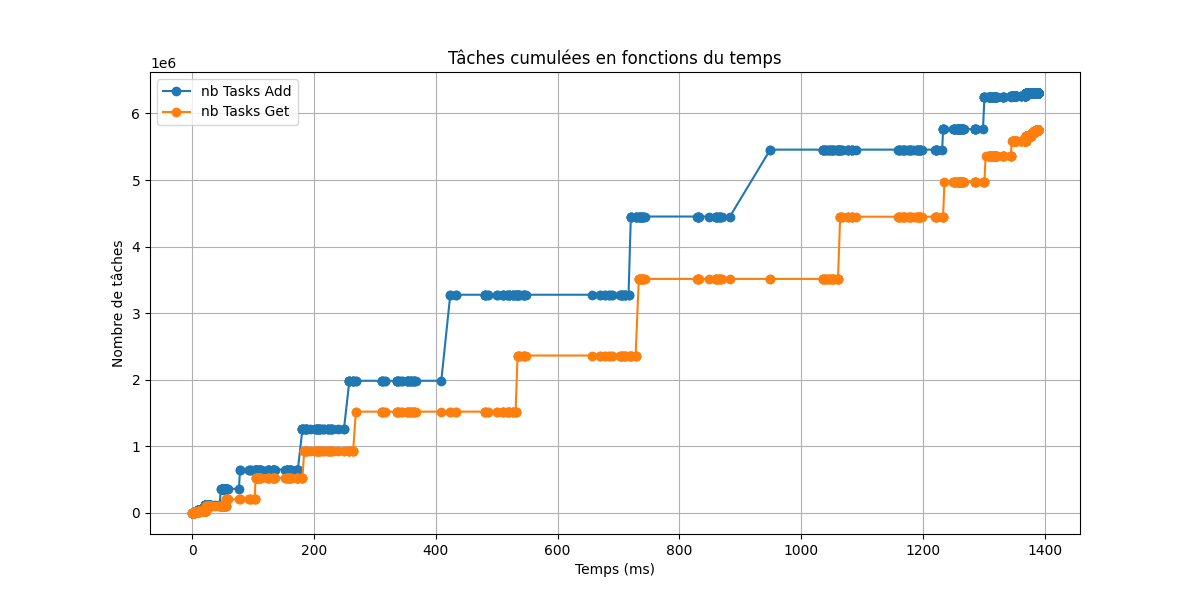 Tâches cumulées en fonctions du temps
1e6
nb Tasks Add
nb Tasks Get
6
5
4
3
2
1
0
Nombre de tâches
0 200 400 600 800 1000 1200 1400
Temps (ms)